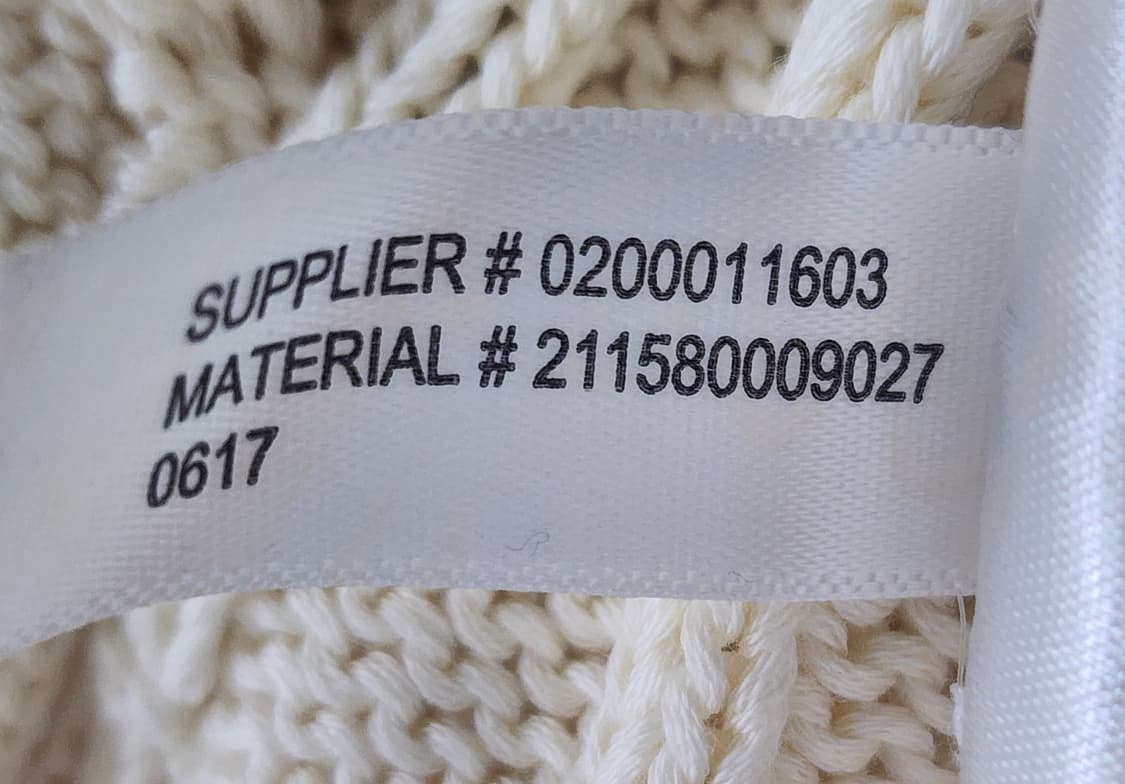 SUPPLIER # 0200011603
MATERIAL # 211580009027
0617